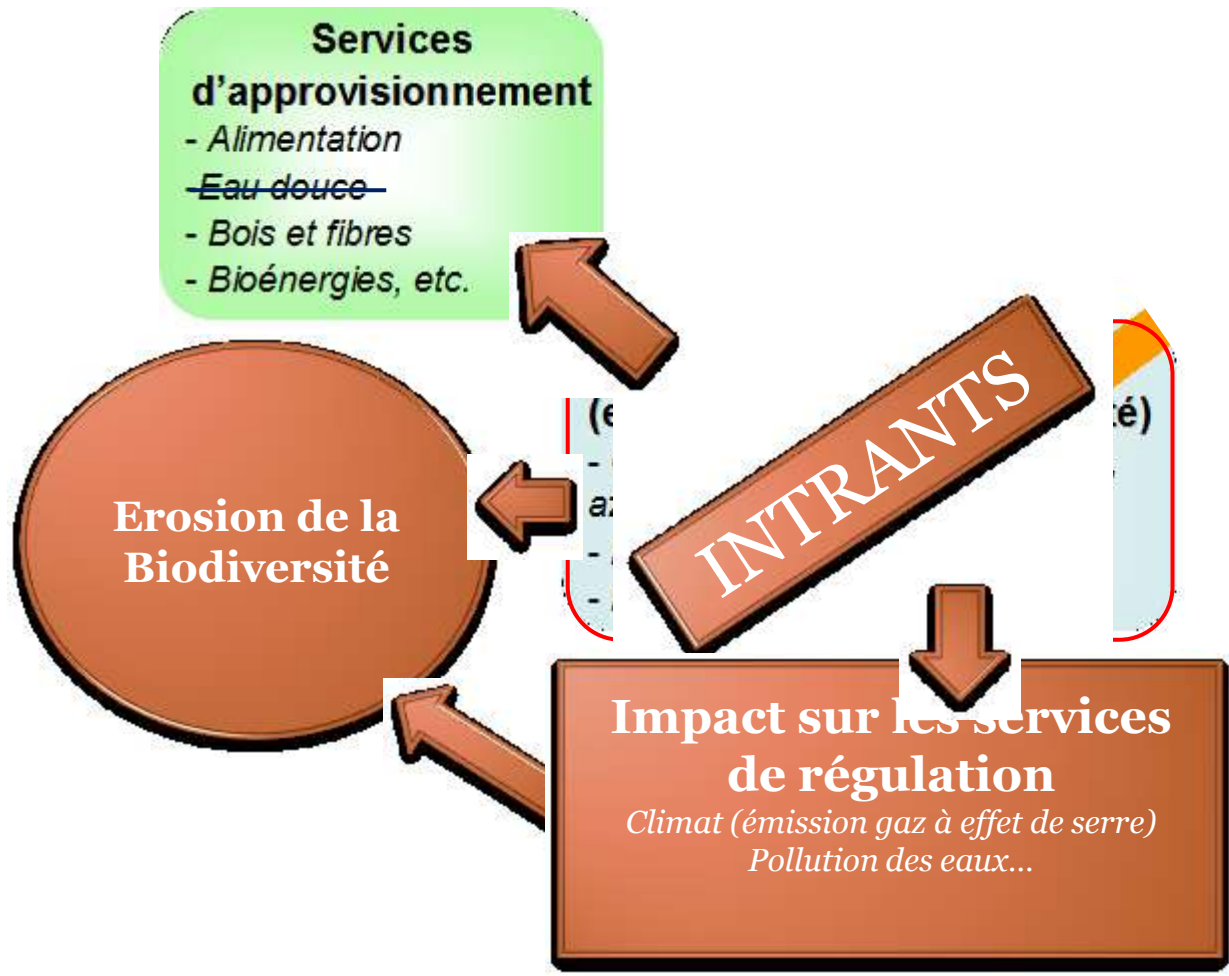 Services
d'approvisionnement
- Alimentation
- Eau douce
- Bois et fibres
- Bioénergies, etc.
INTRANTS
Erosion de la
Biodiversité
Impact sur les services
de régulation
Climat (émission gaz à effet de serre)
Pollution des eaux...